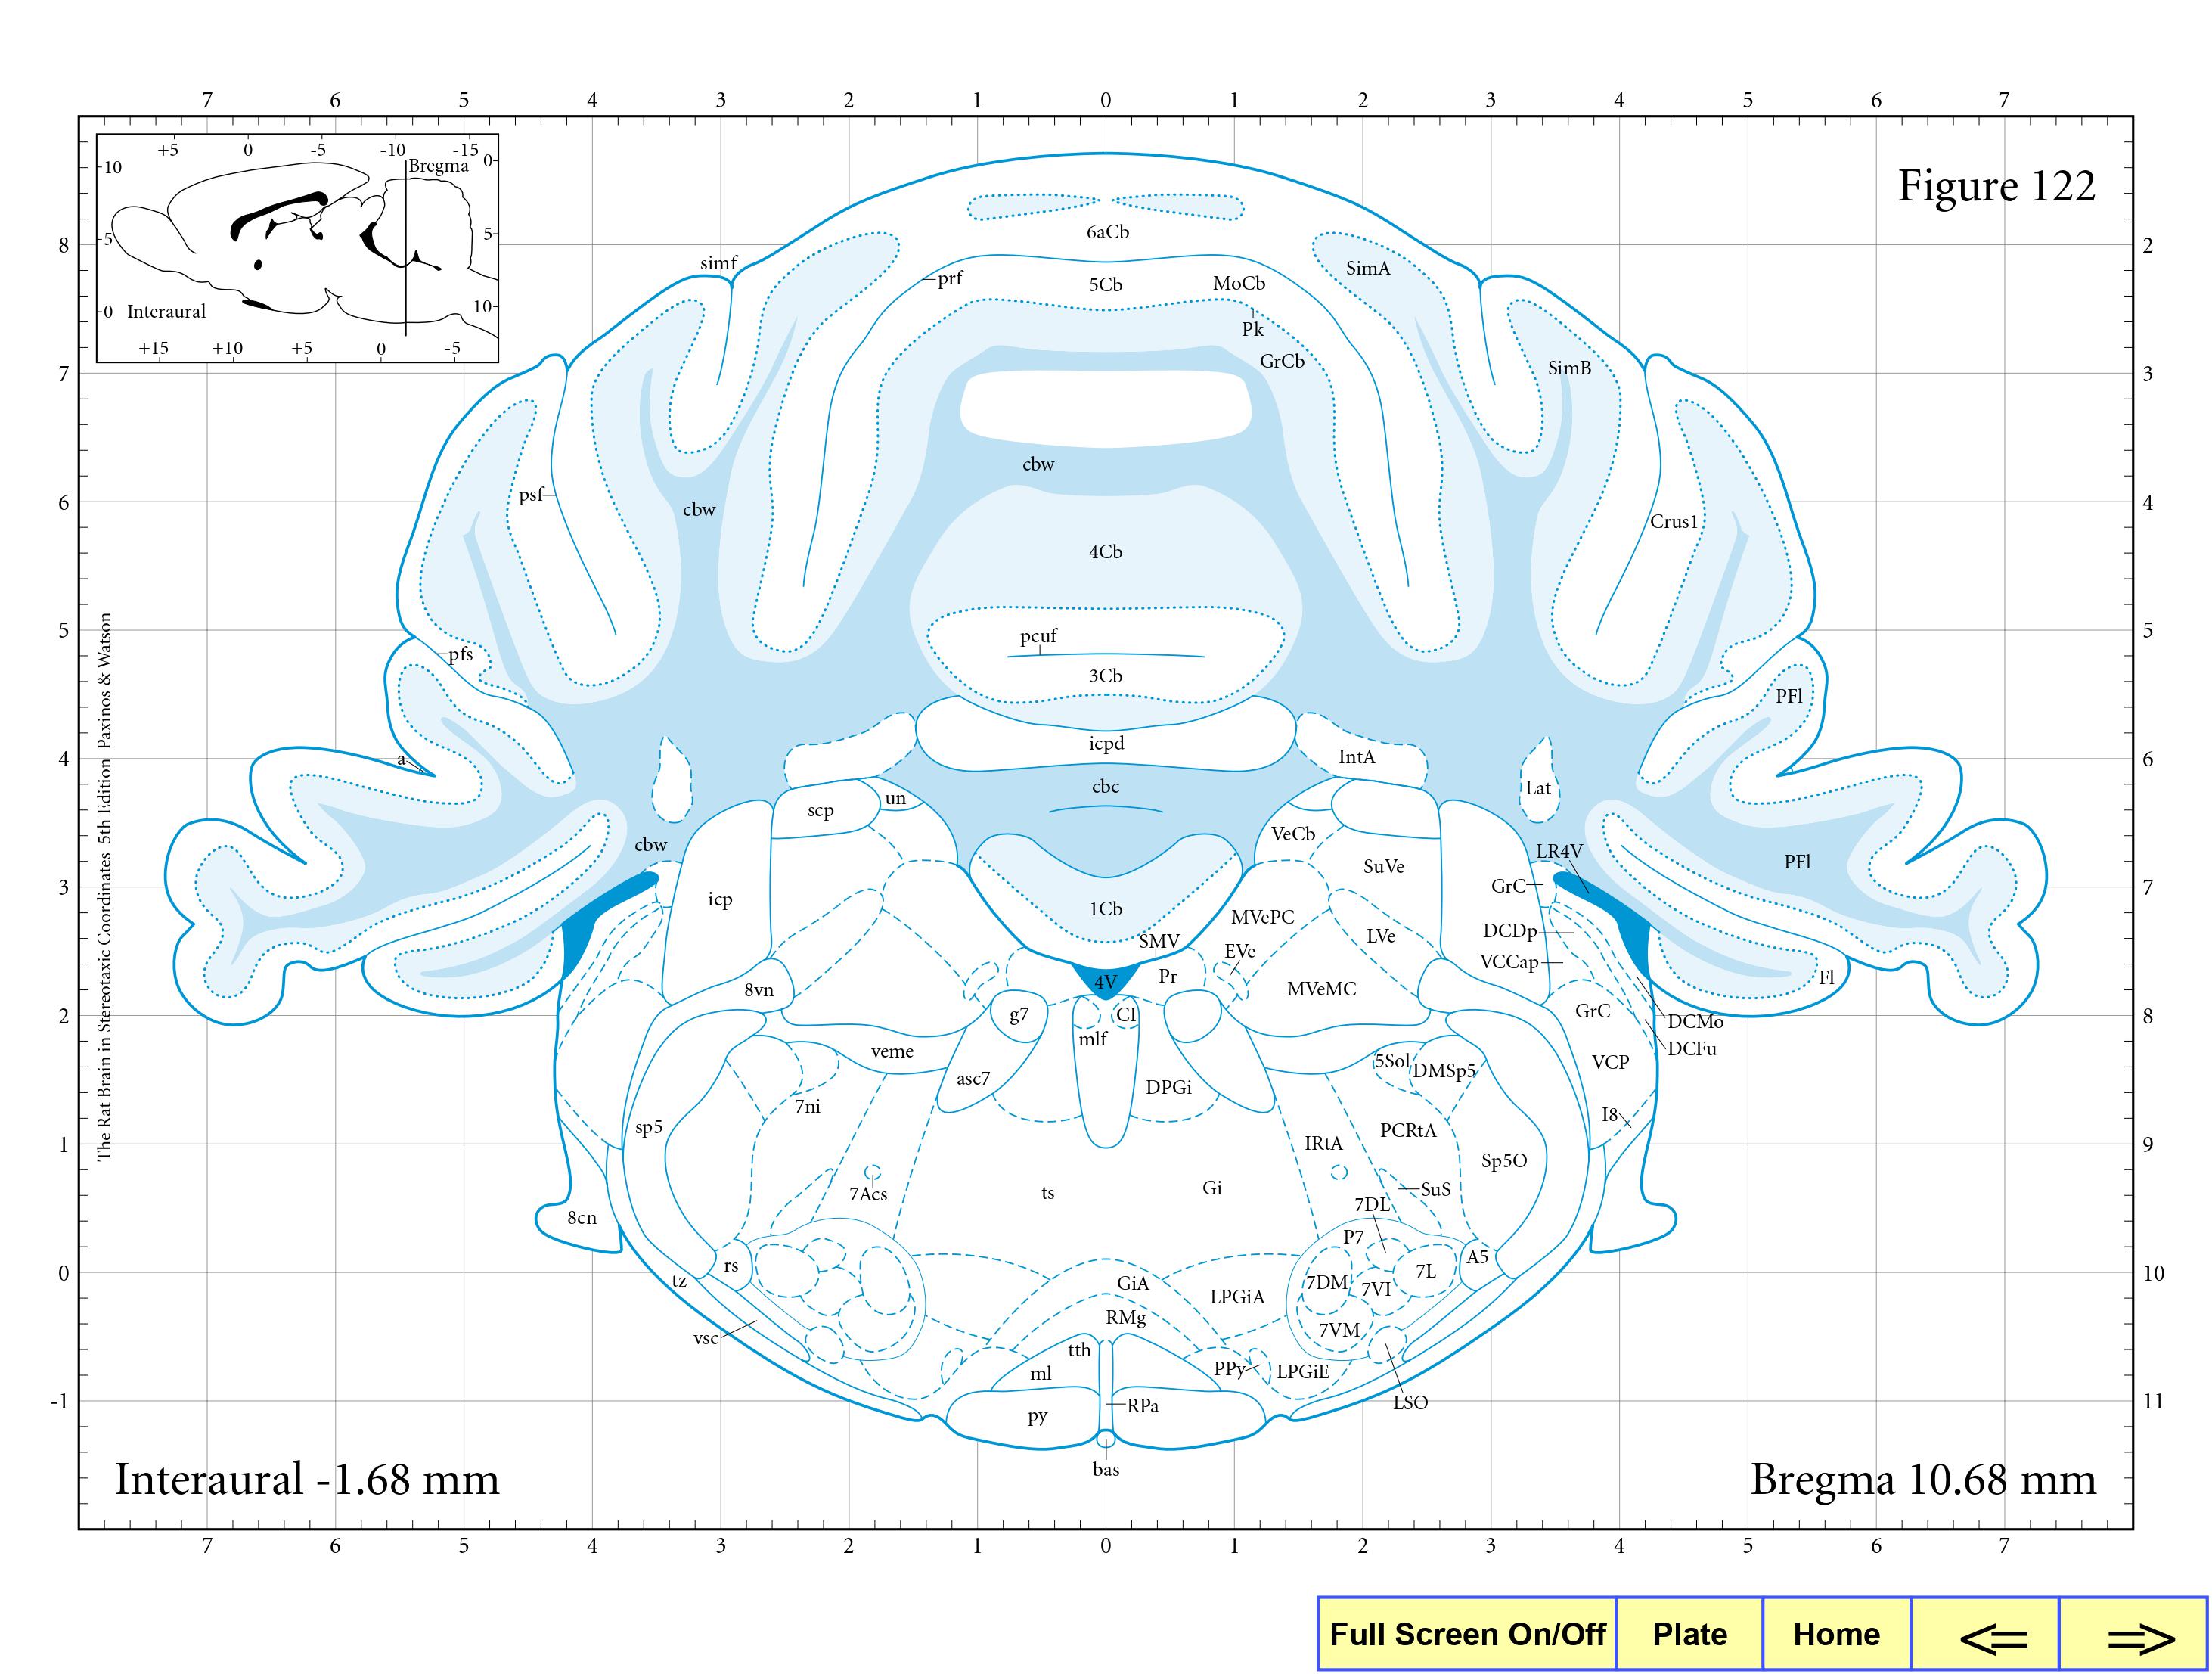 7 6 5 4 3 2 1 0 1 2 3 4 5 6 7
+5 0 -5 -10 -15
Bregma
0
10
5
5
10
0 Interaural
+15 +10 +5 0 -5
Figure 122
8 2
7 3
6 4
5 5
4 6
3 7
2 8
1 9
0 10
-1 11
6aCb
simf
SimA
prf
5Cb
MoCb
Pk
GrCb
SimB
cbw
psf
cbw
Crus1
4Cb
pcuf
pfs
3Cb
PFl
icpd
IntA
a
cbc
un
scp
Lat
VeCb
cbw
LR4V
SuVe
PFl
icp
GrC
1Cb
MVePC
DCDp
SMV
EVe
LVe
VCCap
Pr
Fl
4V
8vn
MVeMC
g7
CI
GrC
DCMo
mlf
DCFu
veme
5Sol
DMSp5
VCP
asc7
DPGi
7ni
I8
sp5
IRtA
PCRtA
Sp5O
7Acs
ts
Gi
SuS
7DL
8cn
P7
A5
rs
7L
tz
GiA
7DM
7VI
LPGiA
RMg
7VM
vsc
tth
ml
PPy
LPGiE
LSO
py
RPa
bas
The Rat Brain in Stereotaxic Coordinates 5th Edition Paxinos & Watson
Interaural -1.68 mm
Bregma 10.68 mm
7 6 5 4 3 2 1 0 1 2 3 4 5 6 7
Full Screen On/Off Plate Home <= =>